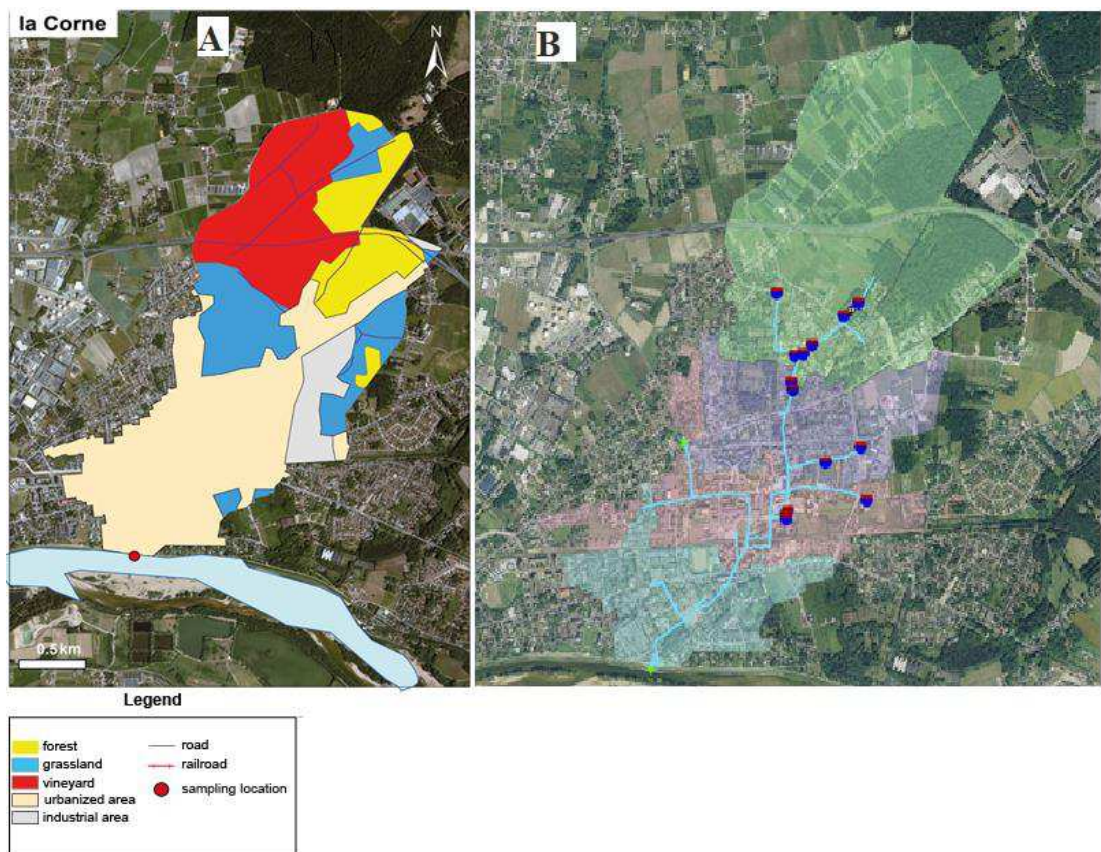 la Corne
A
B
N
0.5 km
Legend
forest
grassland
vineyard
urbanized area
industrial area
road
railroad
sampling location